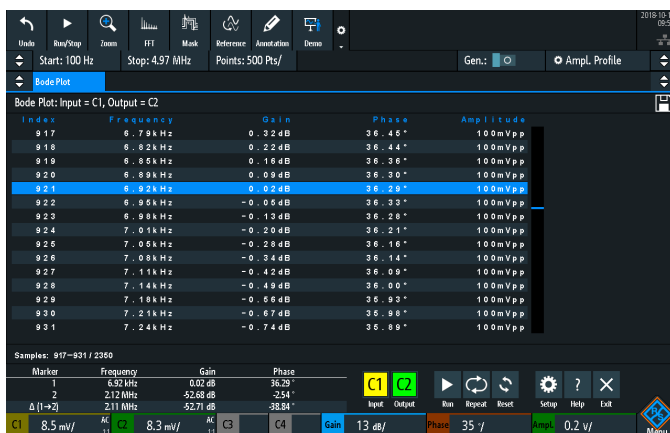 2018-10-
09:5
Undo Run/Stop Zoom FFT Mask Reference Annotation Demo
Start: 100 Hz Stop: 4.97 MHz Points: 500 Pts/ Gen.: Ampl. Profile
Bode Plot
Bode Plot: Input = C1, Output = C2
Index Frequency Gain Phase Amplitude
917 6.79kHz 0.32dB 36.45° 100mVpp
918 6.82kHz 0.22dB 36.44° 100mVpp
919 6.85kHz 0.16dB 36.36° 100mVpp
920 6.89kHz 0.09dB 36.30° 100mVpp
921 6.92kHz 0.02dB 36.29° 100mVpp
922 6.95kHz -0.05dB 36.33° 100mVpp
923 6.98kHz -0.13dB 36.28° 100mVpp
924 7.01kHz -0.20dB 36.21° 100mVpp
925 7.05kHz -0.28dB 36.16° 100mVpp
926 7.08kHz -0.34dB 36.14° 100mVpp
927 7.11kHz -0.42dB 36.09° 100mVpp
928 7.14kHz -0.49dB 36.00° 100mVpp
929 7.18kHz -0.56dB 35.93° 100mVpp
930 7.21kHz -0.67dB 35.98° 100mVpp
931 7.24kHz -0.74dB 35.89° 100mVpp
Samples: 917-931 / 2350
Marker Frequency Gain Phase
1 6.92 kHz 0.02 dB 36.29 °
2 2.12 MHz -52.68 dB -2.54 °
Δ (1→2) 2.11 MHz -52.71 dB -38.84 °
C1 C2
Input Output Run Repeat Reset Setup Help Exit
C1 8.5 mV/ AC C2 8.3 mV/ AC C3 C4 Gain 13 dB/ Phase 35 °/ Ampl. 0.2 V/ Menu